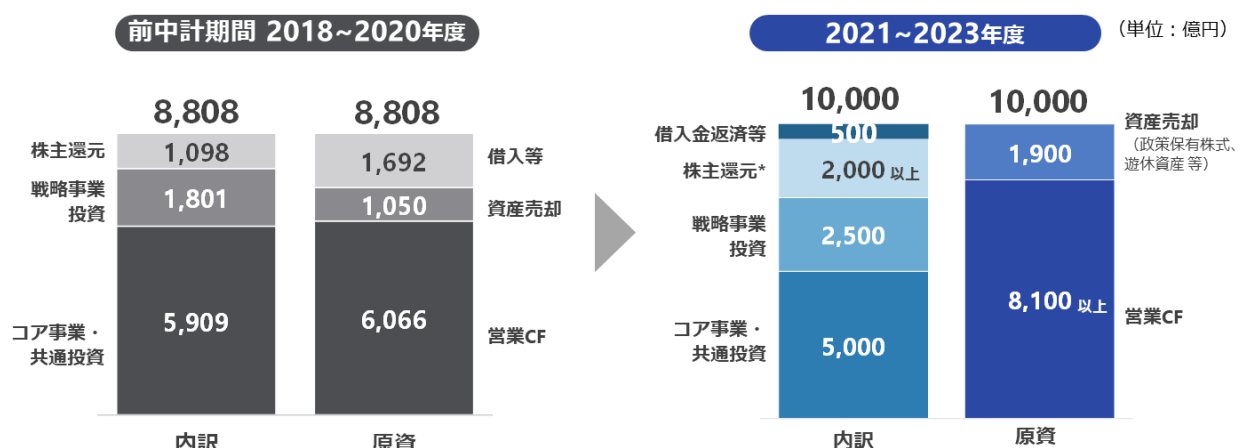 前中計期間 2018~2020年度
8,808
8,808
株主還元
1,098
1,692
借入等
戦略事業
投資
1,801
1,050
資産売却
コア事業・
共通投資
5,909
6,066
営業CF
内訳
原資
2021~2023年度
（単位：億円）
10,000
10,000
借入金返済等
500
資産売却
（政策保有株式、
遊休資産 等）
株主還元*
2,000 以上
1,900
戦略事業
投資
2,500
8,100 以上
営業CF
コア事業・
共通投資
5,000
内訳
原資